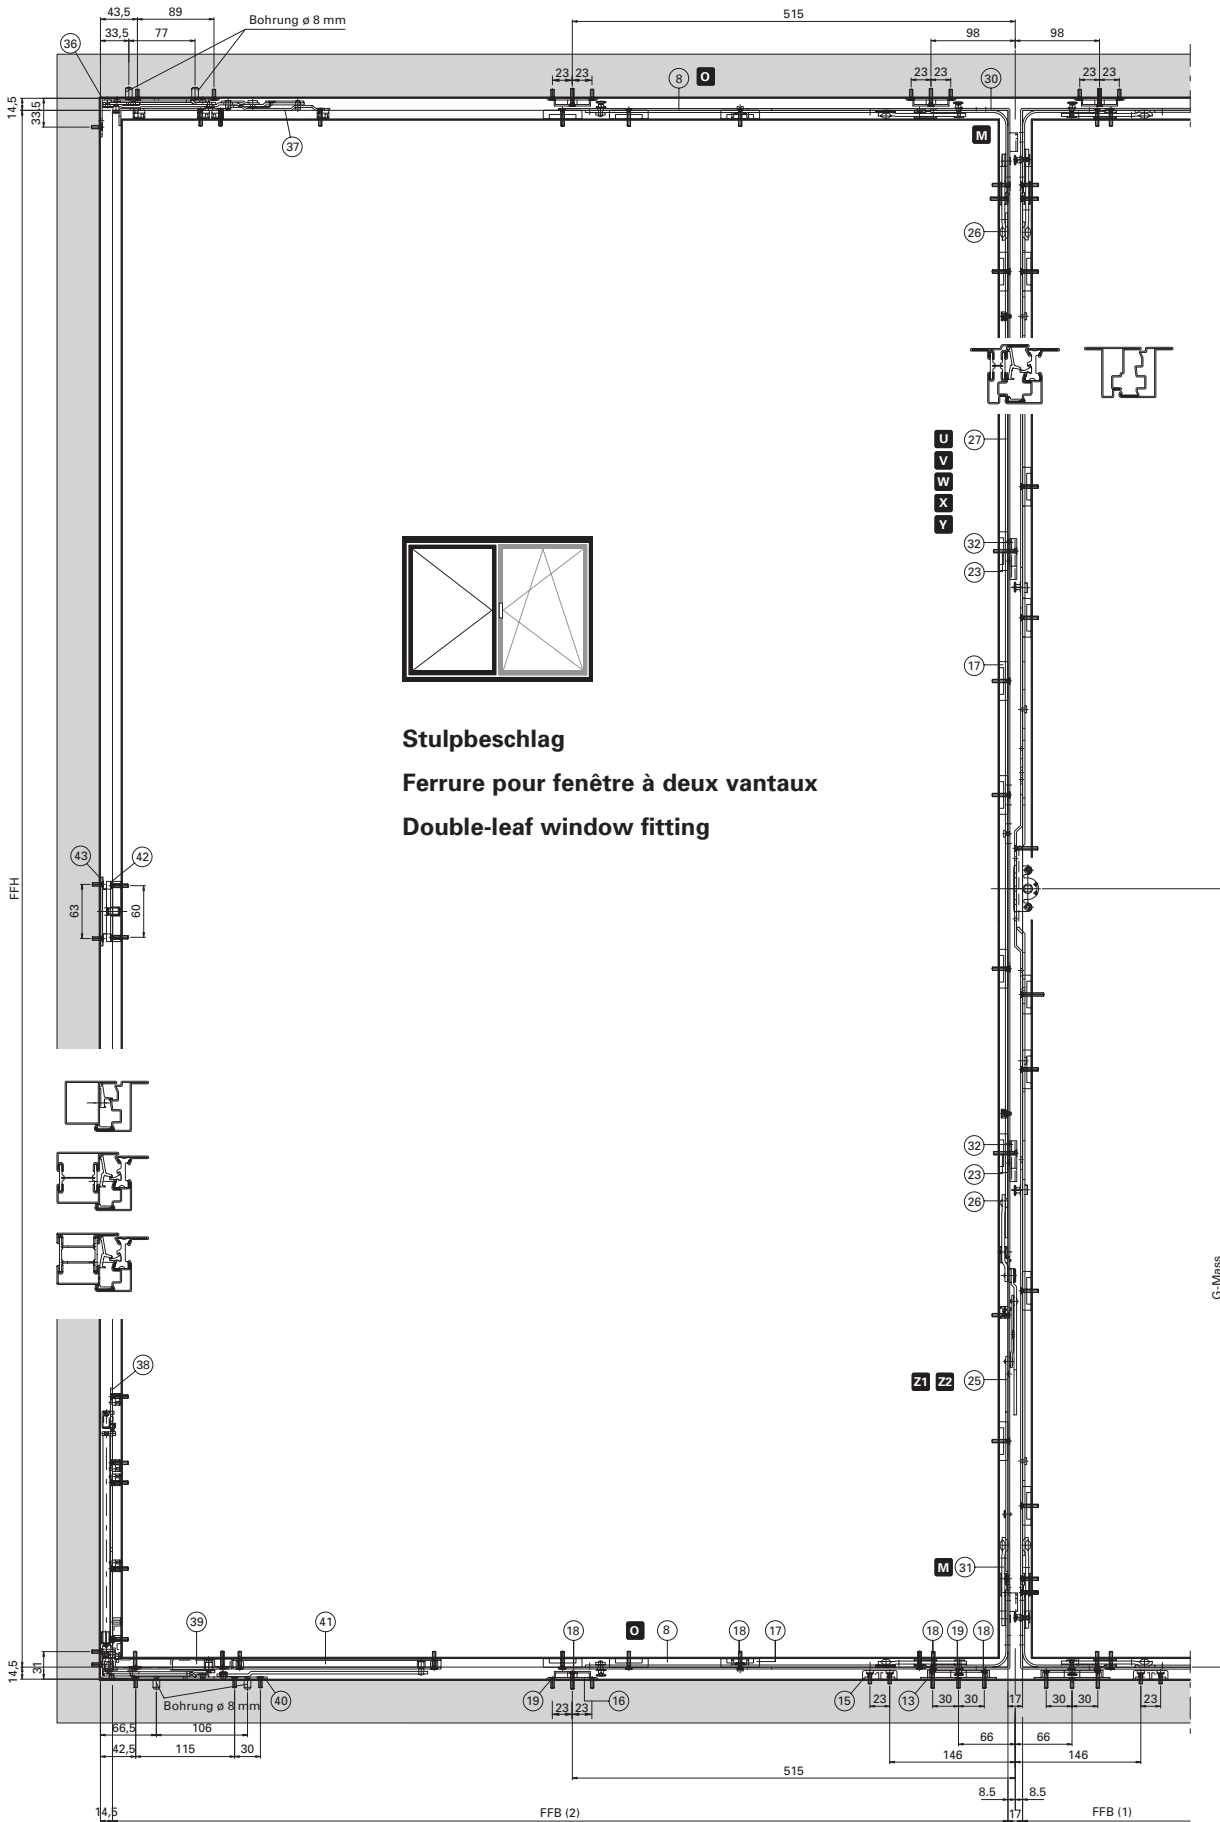 43,5 89
Bohrung ø 8 mm
33,5 77
515
98 98
36
23 23 8 O 23 23 30 23 23
14,5
33,5
37
M
26
U 27
V
W
X
Y
32
23
17
Stulpbeschlag
Ferrure pour fenêtre à deux vantaux
Double-leaf window fitting
43 42
FFH
63 60
32
23
26
G-Mass
38
Z1 Z2 25
M 31
39 41 18 O 8 18 17 18 19 18
31
14,5
40 19 16 15 13
Bohrung ø 8 mm
23 23 23 30 30 17 30 30 23
66,5 106
66 66
42,5 115 30
146 146
515
8.5 8.5
14,5 FFB (2) 17 FFB (1)